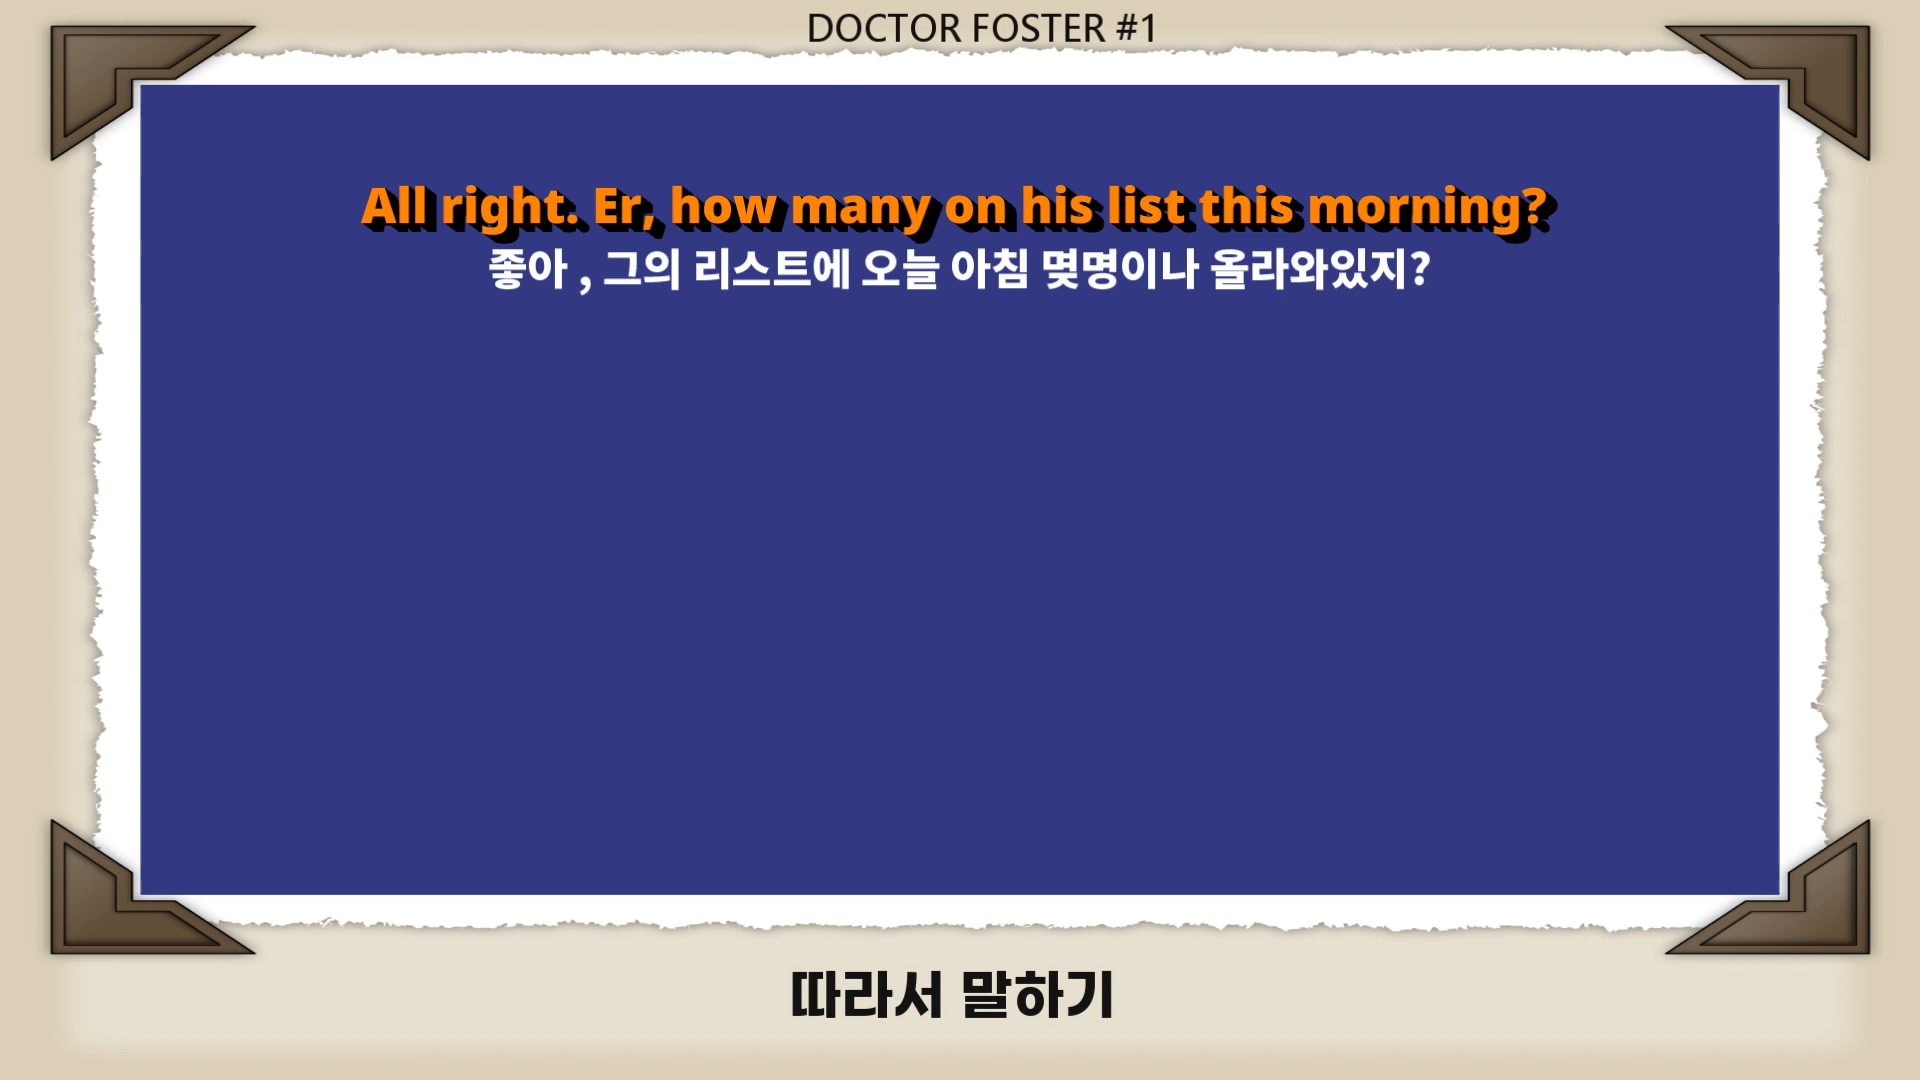 DOCTOR FOSTER #1
All right. Er, how many on his list this morning?
좋아 , 그의 리스트에 오늘 아침 몇명이나 올라와있지?
따라서 말하기